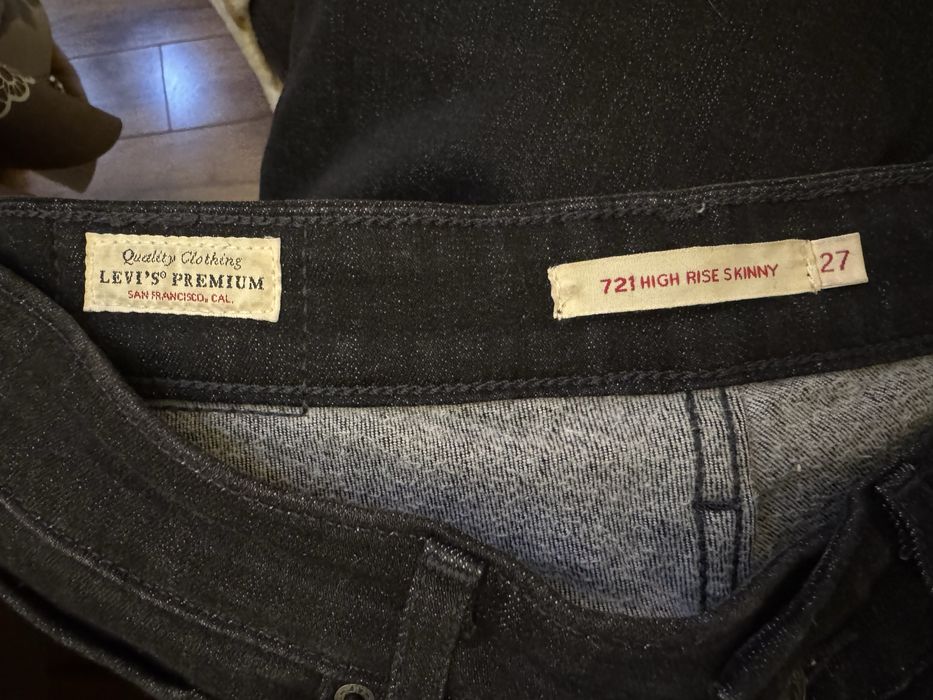 Quality Clothing
LEVI'S® PREMIUM
SAN FRANCISCO, CAL.
721 HIGH RISE SKINNY
27